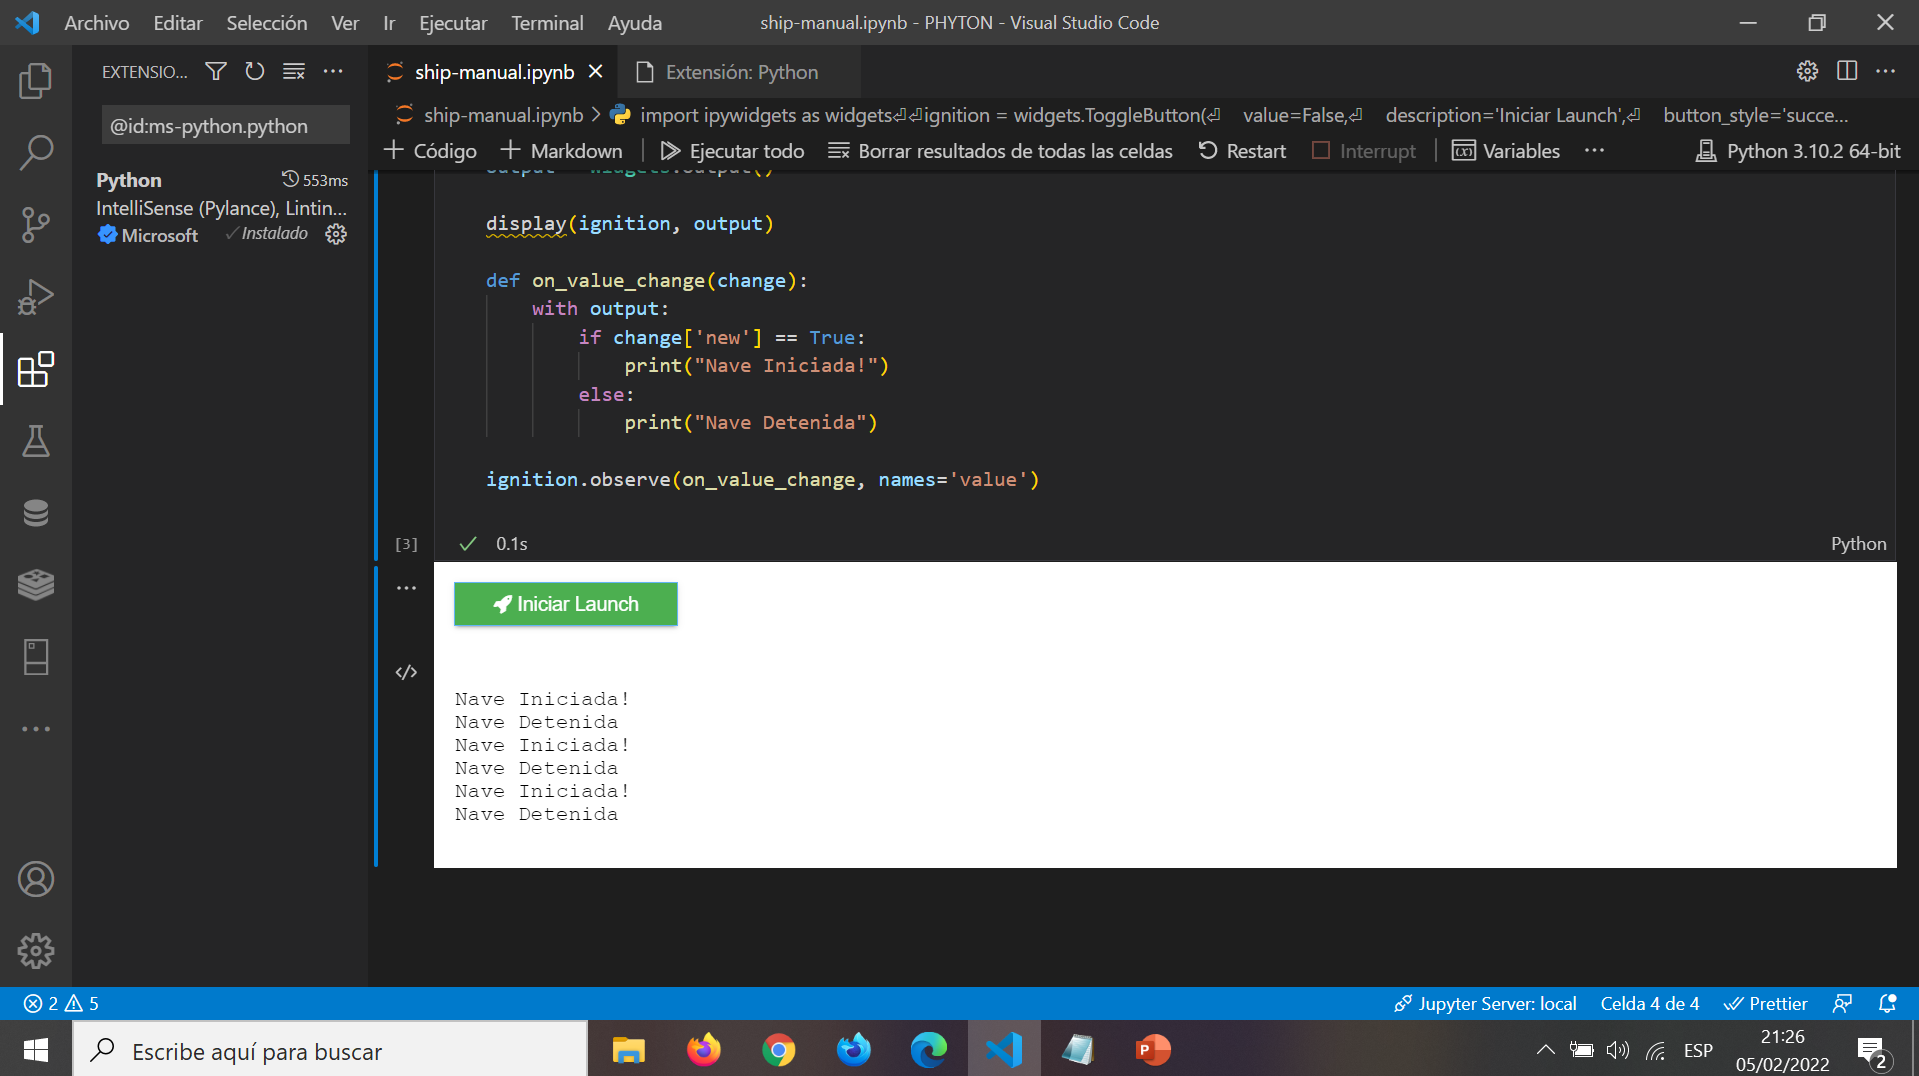 Archivo Editar Selección Ver Ir Ejecutar Terminal Ayuda
ship-manual.ipynb - PHYTON - Visual Studio Code
EXTENSIO...
ship-manual.ipynb
Extensión: Python
@id:ms-python.python
ship-manual.ipynb > import ipywidgets as widgets⏎⏎ignition = widgets.ToggleButton(⏎ value=False,⏎ description='Iniciar Launch',⏎ button_style='succe...
Código Markdown Ejecutar todo Borrar resultados de todas las celdas Restart Interrupt Variables ... Python 3.10.2 64-bit
Python 553ms
IntelliSense (Pylance), Lintin...
Microsoft Instalado
output = widgets.Output()
display(ignition, output)
def on_value_change(change):
with output:
if change['new'] == True:
print("Nave Iniciada!")
else:
print("Nave Detenida")
ignition.observe(on_value_change, names='value')
[3] 0.1s Python
Iniciar Launch
Nave Iniciada!
Nave Detenida
Nave Iniciada!
Nave Detenida
Nave Iniciada!
Nave Detenida
2 5
Jupyter Server: local Celda 4 de 4 Prettier
Escribe aquí para buscar
ESP
21:26
05/02/2022
2